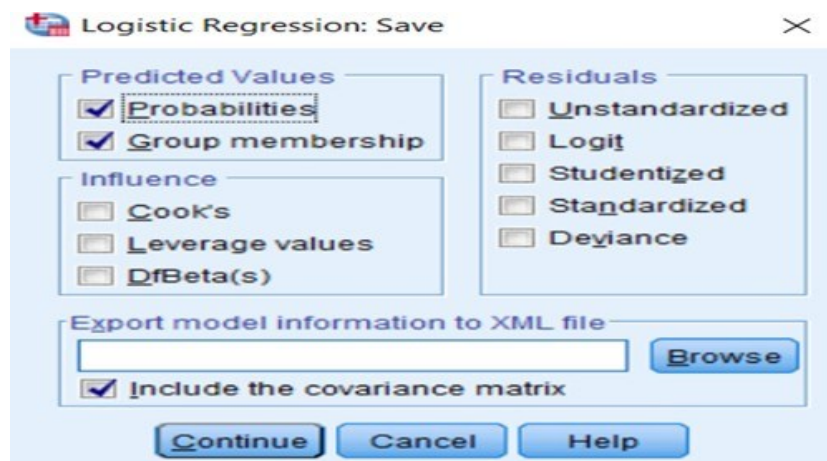 Logistic Regression: Save
Predicted Values
Probabilities
Group membership
Influence
Cook's
Leverage values
DfBeta(s)
Residuals
Unstandardized
Logit
Studentized
Standardized
Deviance
Export model information to XML file
Browse
Include the covariance matrix
Continue Cancel Help